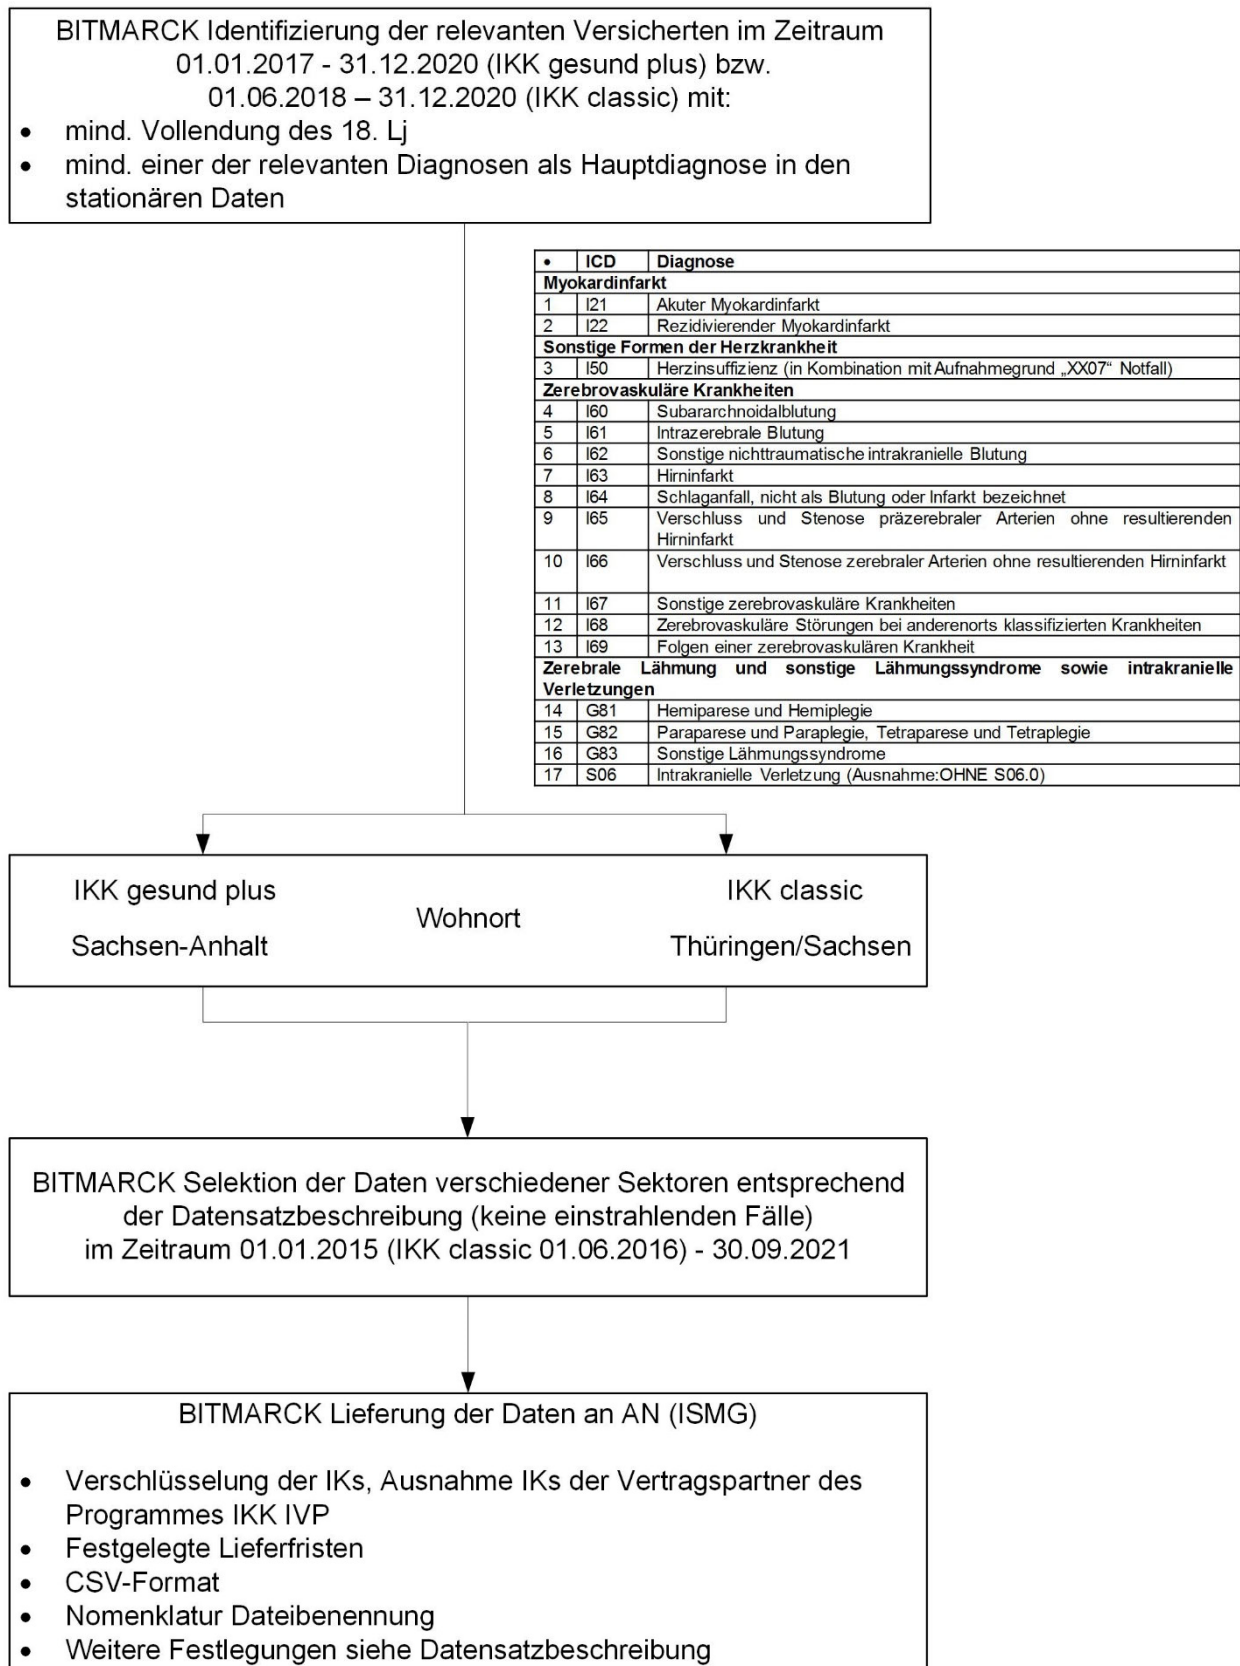 BITMARCK Identifizierung der relevanten Versicherten im Zeitraum
01.01.2017 - 31.12.2020 (IKK gesund plus) bzw.
01.06.2018 – 31.12.2020 (IKK classic) mit:
• mind. Vollendung des 18. Lj
• mind. einer der relevanten Diagnosen als Hauptdiagnose in den
stationären Daten
• ICD Diagnose
Myokardinfarkt
1 I21 Akuter Myokardinfarkt
2 I22 Rezidivierender Myokardinfarkt
Sonstige Formen der Herzkrankheit
3 I50 Herzinsuffizienz (in Kombination mit Aufnahmegrund „XX07“ Notfall)
Zerebrovaskuläre Krankheiten
4 I60 Subararchnoidalblutung
5 I61 Intrazerebrale Blutung
6 I62 Sonstige nichttraumatische intrakranielle Blutung
7 I63 Hirninfarkt
8 I64 Schlaganfall, nicht als Blutung oder Infarkt bezeichnet
9 I65 Verschluss und Stenose präzerebraler Arterien ohne resultierenden
Hirninfarkt
10 I66 Verschluss und Stenose zerebraler Arterien ohne resultierenden Hirninfarkt
11 I67 Sonstige zerebrovaskuläre Krankheiten
12 I68 Zerebrovaskuläre Störungen bei anderenorts klassifizierten Krankheiten
13 I69 Folgen einer zerebrovaskulären Krankheit
Zerebrale Lähmung und sonstige Lähmungssyndrome sowie intrakranielle
Verletzungen
14 G81 Hemiparese und Hemiplegie
15 G82 Paraparese und Paraplegie, Tetraparese und Tetraplegie
16 G83 Sonstige Lähmungssyndrome
17 S06 Intrakranielle Verletzung (Ausnahme:OHNE S06.0)
IKK gesund plus
Sachsen-Anhalt
Wohnort
IKK classic
Thüringen/Sachsen
BITMARCK Selektion der Daten verschiedener Sektoren entsprechend
der Datensatzbeschreibung (keine einstrahlenden Fälle)
im Zeitraum 01.01.2015 (IKK classic 01.06.2016) - 30.09.2021
BITMARCK Lieferung der Daten an AN (ISMG)
• Verschlüsselung der IKs, Ausnahme IKs der Vertragspartner des
Programmes IKK IVP
• Festgelegte Lieferfristen
• CSV-Format
• Nomenklatur Dateibenennung
• Weitere Festlegungen siehe Datensatzbeschreibung